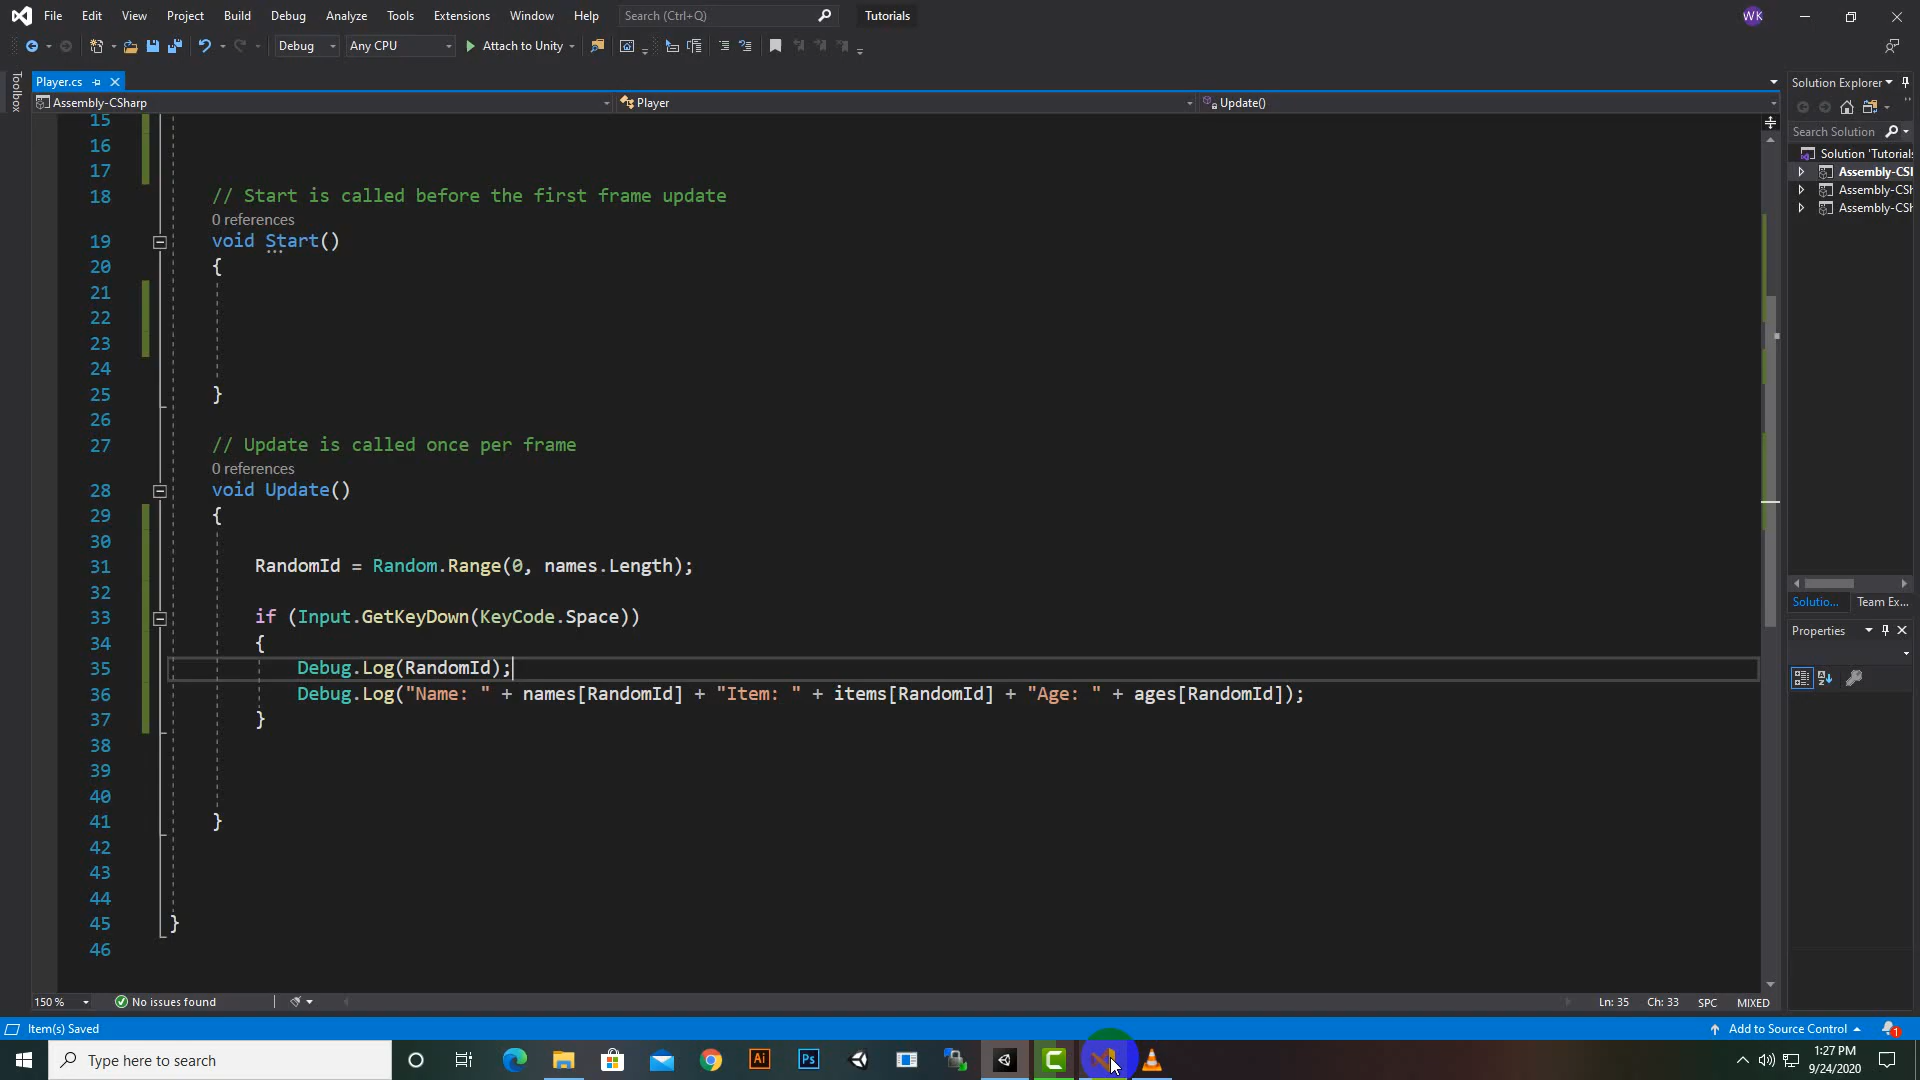 File Edit View Project Build Debug Analyze Tools Extensions Window Help Search (Ctrl+Q) Tutorials WK
Debug Any CPU Attach to Unity
Toolbox
Player.cs
Assembly-CSharp Player Update()
15
16
17
18 // Start is called before the first frame update
0 references
19 void Start()
20 {
21
22
23
24
25 }
26
27 // Update is called once per frame
0 references
28 void Update()
29 {
30
31 RandomId = Random.Range(0, names.Length);
32
33 if (Input.GetKeyDown(KeyCode.Space))
34 {
35 Debug.Log(RandomId);
36 Debug.Log("Name: " + names[RandomId] + "Item: " + items[RandomId] + "Age: " + ages[RandomId]);
37 }
38
39
40
41 }
42
43
44
45 }
46
Solution Explorer
Search Solution
Solution 'Tutorials
Assembly-CSl
Assembly-CSh
Assembly-CSh
Solutio... Team Ex...
Properties
150 % No issues found Ln: 35 Ch: 33 SPC MIXED
Item(s) Saved Add to Source Control 1
Type here to search Ai Ps 1:27 PM
9/24/2020